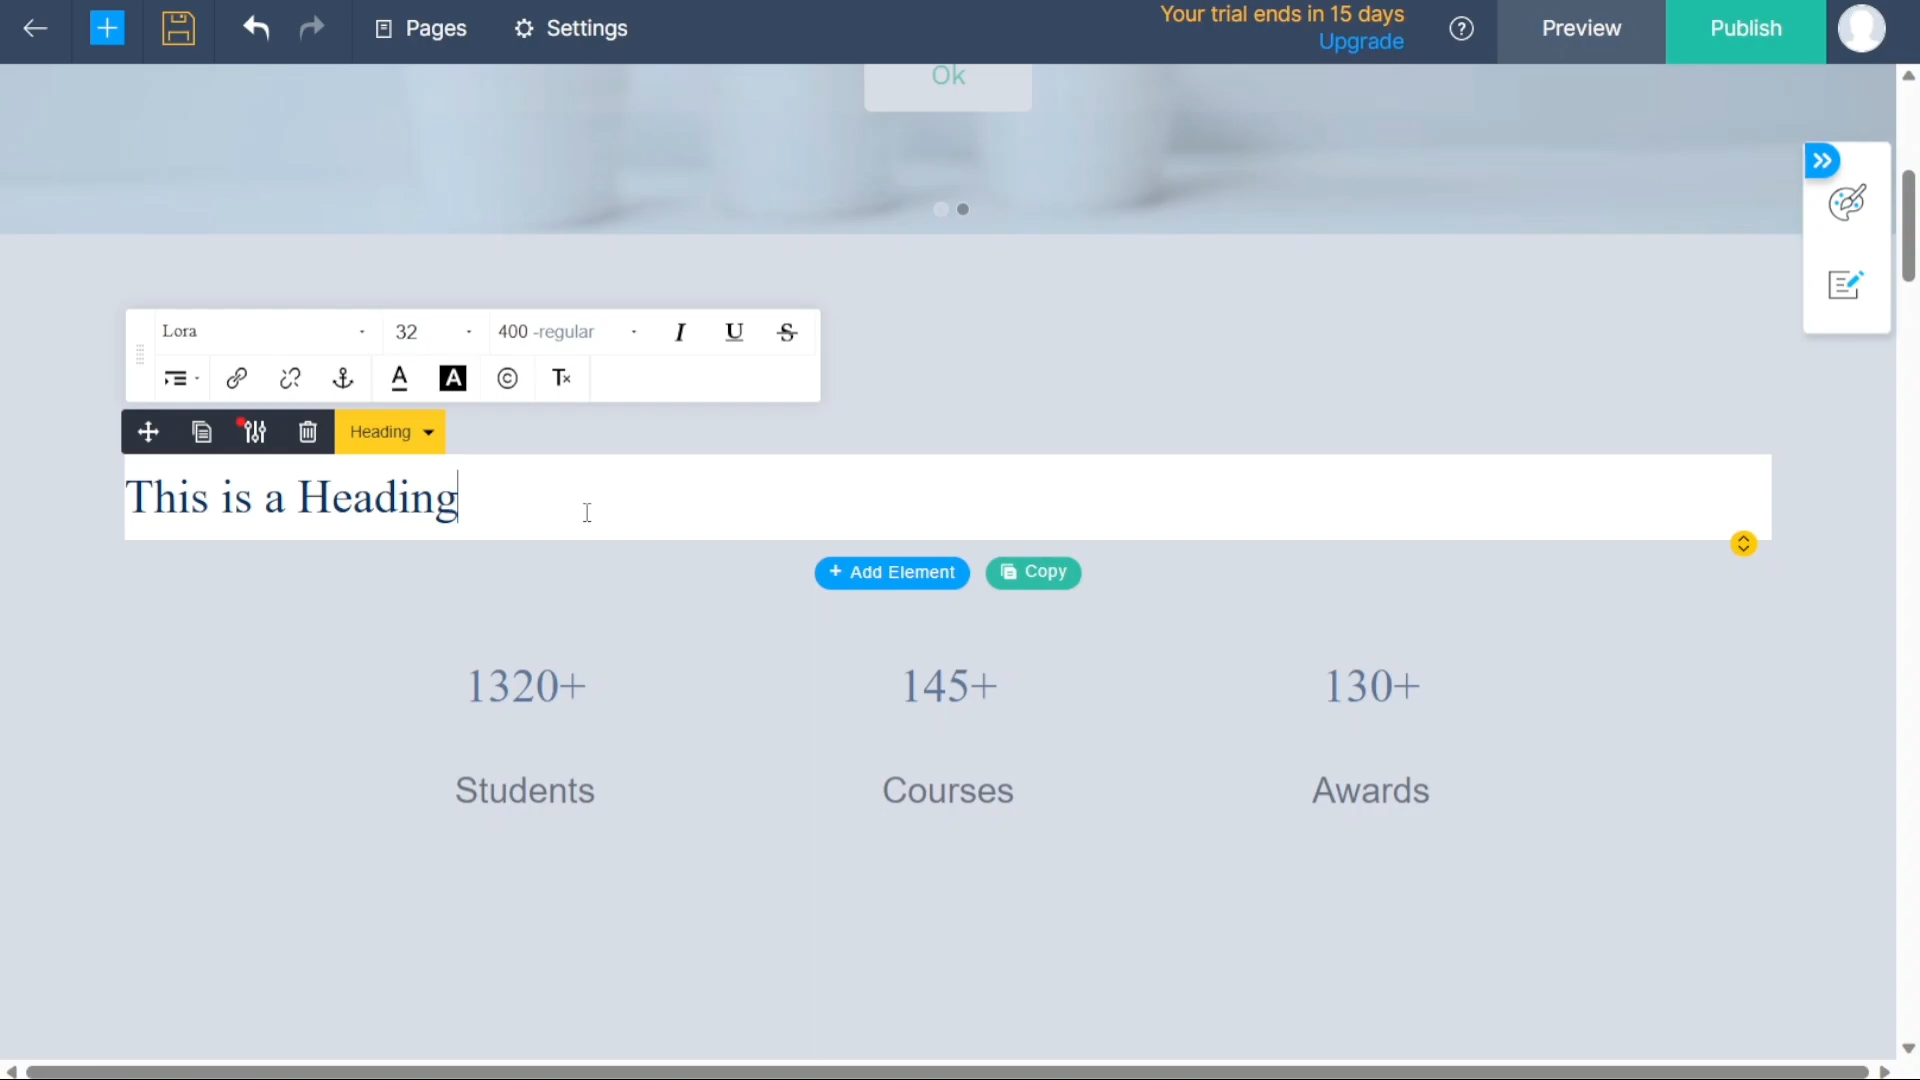 Pages Settings Your trial ends in 15 days
Upgrade
Preview Publish
Ok
Lora 32 400 -regular I U S
A A © Tx
Heading
This is a Heading
+ Add Element Copy
1320+ 145+ 130+
Students Courses Awards